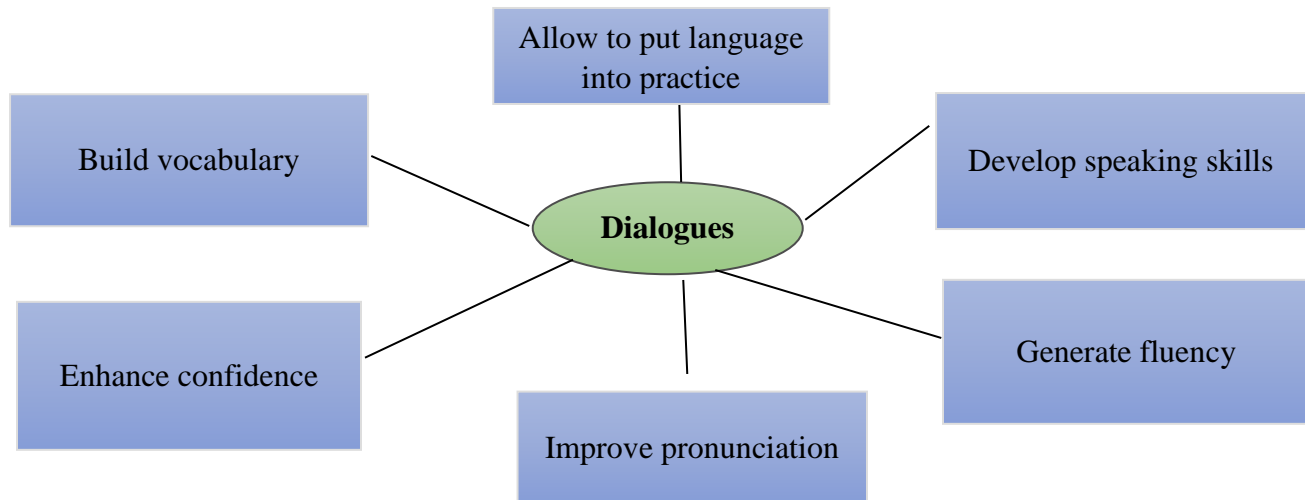 Allow to put language
into practice
Build vocabulary
Develop speaking skills
Dialogues
Enhance confidence
Generate fluency
Improve pronunciation